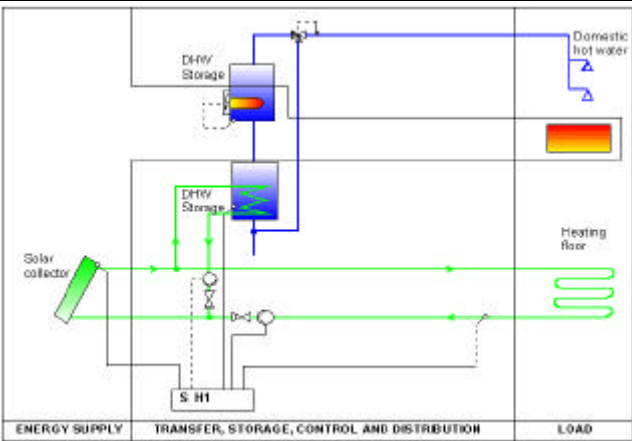 DHW
Storage
Domestic
hot water
DHW
Storage
Heating
floor
Solar
collector
S H1
ENERGY SUPPLY
TRANSFER, STORAGE, CONTROL AND DISTRIBUTION
LOAD